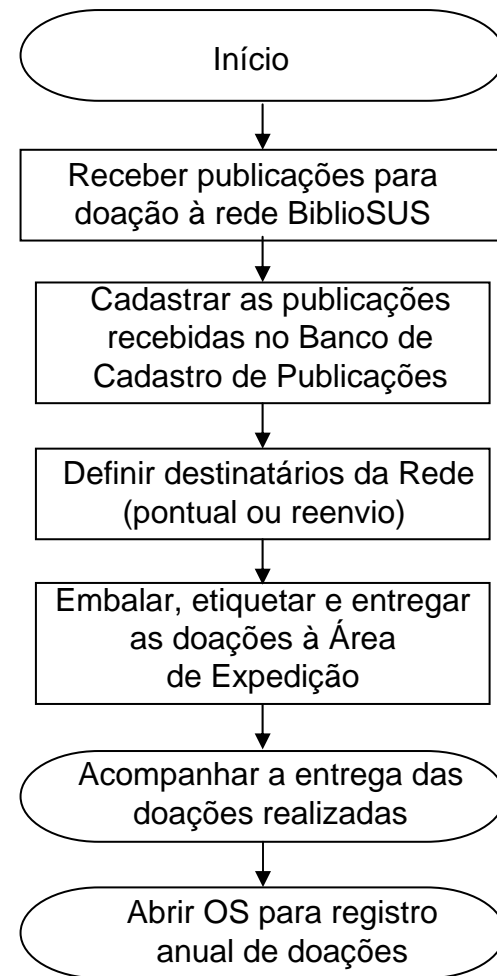 Início
Receber publicações para
doação à rede BiblioSUS
Cadastrar as publicações
recebidas no Banco de
Cadastro de Publicações
Definir destinatários da Rede
(pontual ou reenvio)
Embalar, etiquetar e entregar
as doações à Área
de Expedição
Acompanhar a entrega das
doações realizadas
Abrir OS para registro
anual de doações